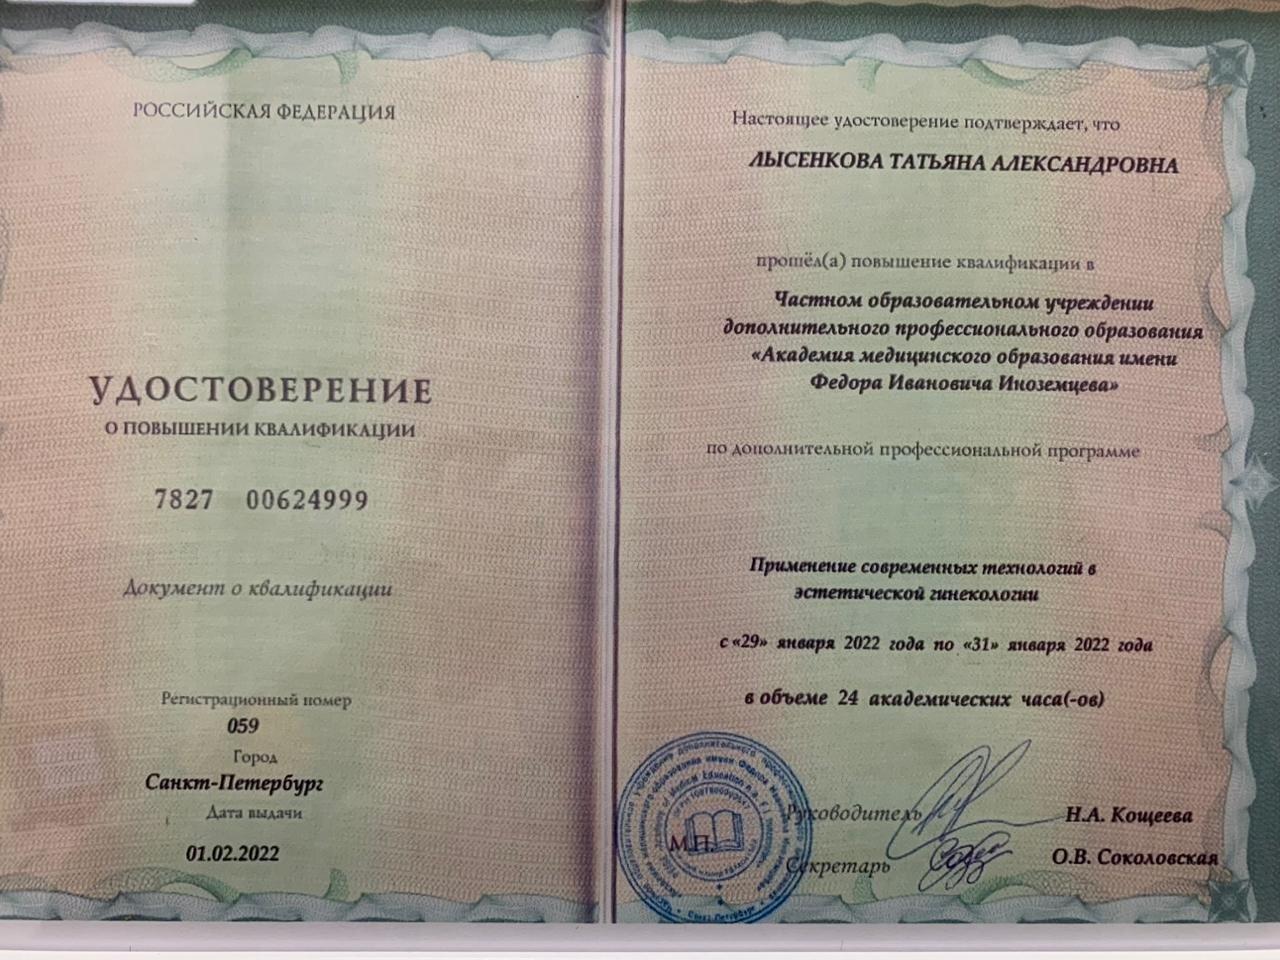 РОССИЙСКАЯ ФЕДЕРАЦИЯ
УДОСТОВЕРЕНИЕ
О ПОВЫШЕНИИ КВАЛИФИКАЦИИ
7827 00624999
Документ о квалификации
Регистрационный номер
059
Город
Санкт-Петербург
Дата выдачи
01.02.2022
Настоящее удостоверение подтверждает, что
ЛЫСЕНКОВА ТАТЬЯНА АЛЕКСАНДРОВНА
прошёл(а) повышение квалификации в
Частном образовательном учреждении
дополнительного профессионального образования
«Академия медицинского образования имени
Федора Ивановича Иноземцева»
по дополнительной профессиональной программе
Применение современных технологий в
эстетической гинекологии
с «29» января 2022 года по «31» января 2022 года
в объеме 24 академических часа(-ов)
М.П.
Руководитель
Н.А. Кощеева
Секретарь
О.В. Соколовская